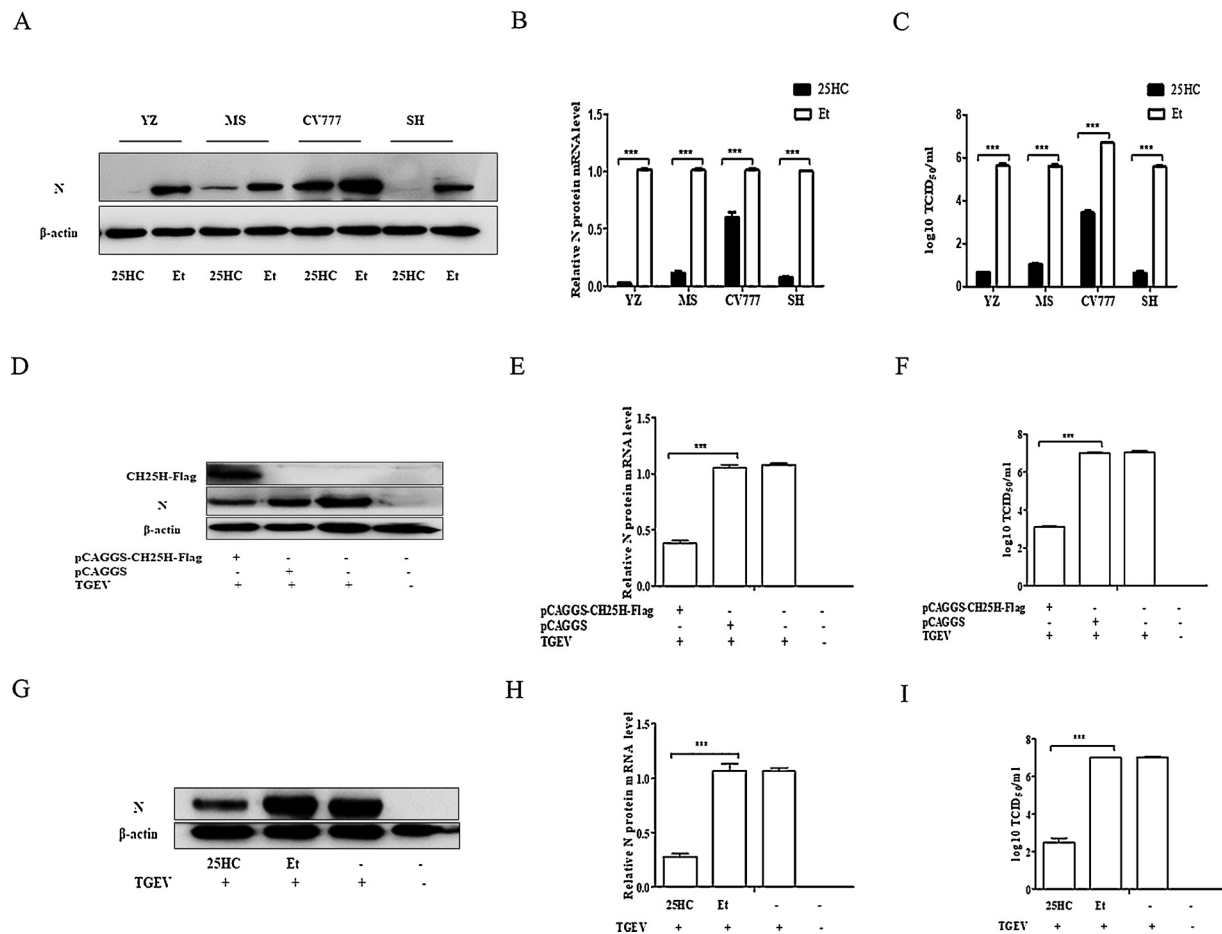 A
YZ MS CV777 SH
N
β-actin
25HC Et 25HC Et 25HC Et 25HC Et
B
25HC
Et
Relative N protein mRNA level
1.5
1.0
0.5
0.0
*** *** *** ***
YZ MS CV777 SH
C
25HC
Et
log10 TCID50/ml
8
6
4
2
0
*** *** *** ***
YZ MS CV777 SH
D
CH25H-Flag
N
β-actin
pCAGGS-CH25H-Flag + - - -
pCAGGS - + - -
TGEV + + + -
E
Relative N protein mRNA level
1.5
1.0
0.5
0.0
***
pCAGGS-CH25H-Flag + - - -
pCAGGS - + - -
TGEV + + + -
F
log10 TCID50/ml
8
6
4
2
0
***
pCAGGS-CH25H-Flag + - - -
pCAGGS - + - -
TGEV + + + -
G
N
β-actin
25HC Et - -
TGEV + + + -
H
Relative N protein mRNA level
1.5
1.0
0.5
0.0
***
25HC Et - -
TGEV + + + -
I
log10 TCID50/ml
8
6
4
2
0
***
25HC Et - -
TGEV + + + -